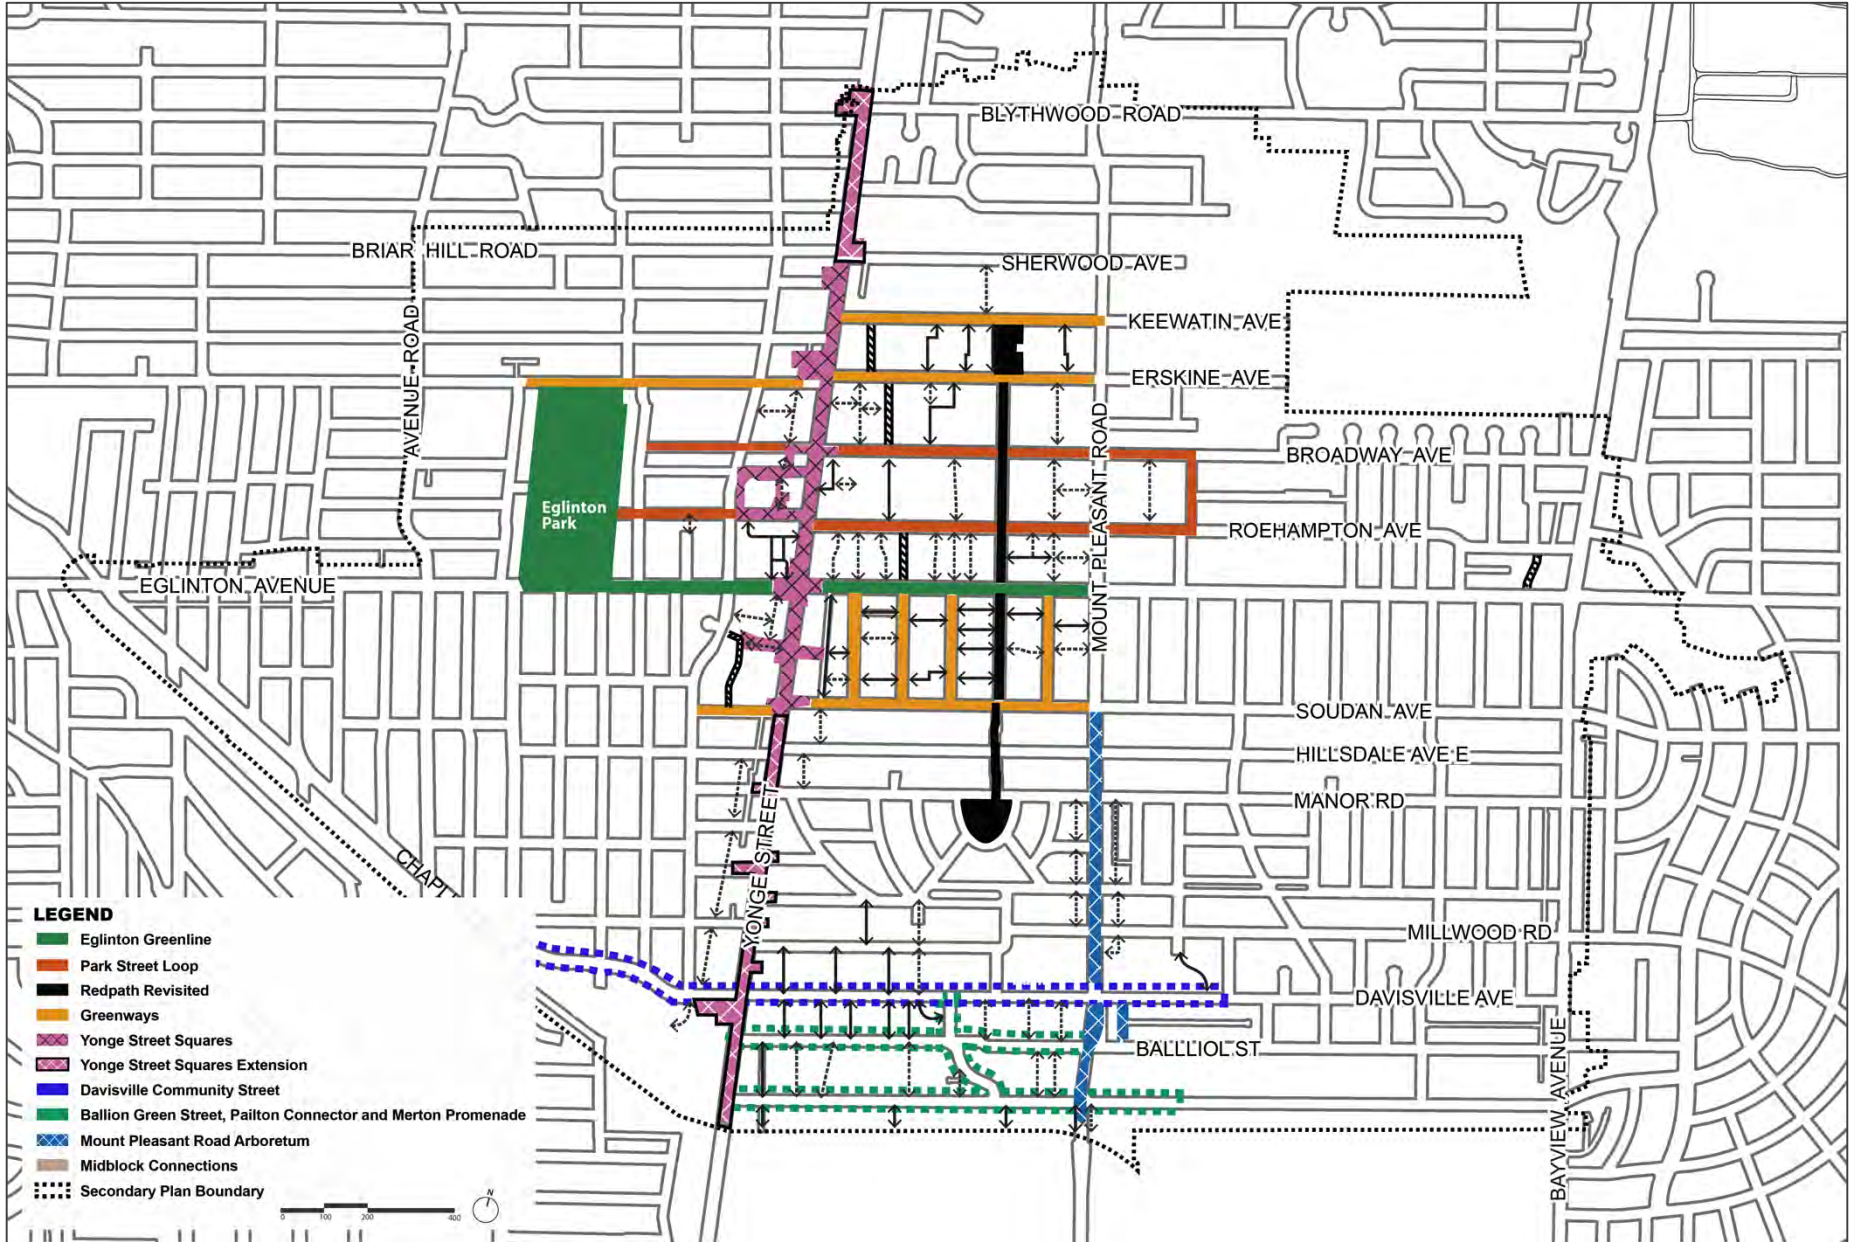 BLYTHWOOD ROAD
BRIAR HILL ROAD
SHERWOOD AVE
AVENUE ROAD
KEEWATIN AVE
ERSKINE AVE
MOUNT PLEASANT ROAD
BROADWAY AVE
Eglinton
Park
ROEHAMPTON AVE
EGLINTON AVENUE
SOUDAN AVE
HILLSDALE AVE E
MANOR RD
YONGE STREET
CHAPLI
MILLWOOD RD
DAVISVILLE AVE
BALLLIOL ST
BAYVIEW AVENUE
LEGEND
Eglinton Greenline
Park Street Loop
Redpath Revisited
Greenways
Yonge Street Squares
Yonge Street Squares Extension
Davisville Community Street
Ballion Green Street, Pailton Connector and Merton Promenade
Mount Pleasant Road Arboretum
Midblock Connections
Secondary Plan Boundary
0 100 200 400
N